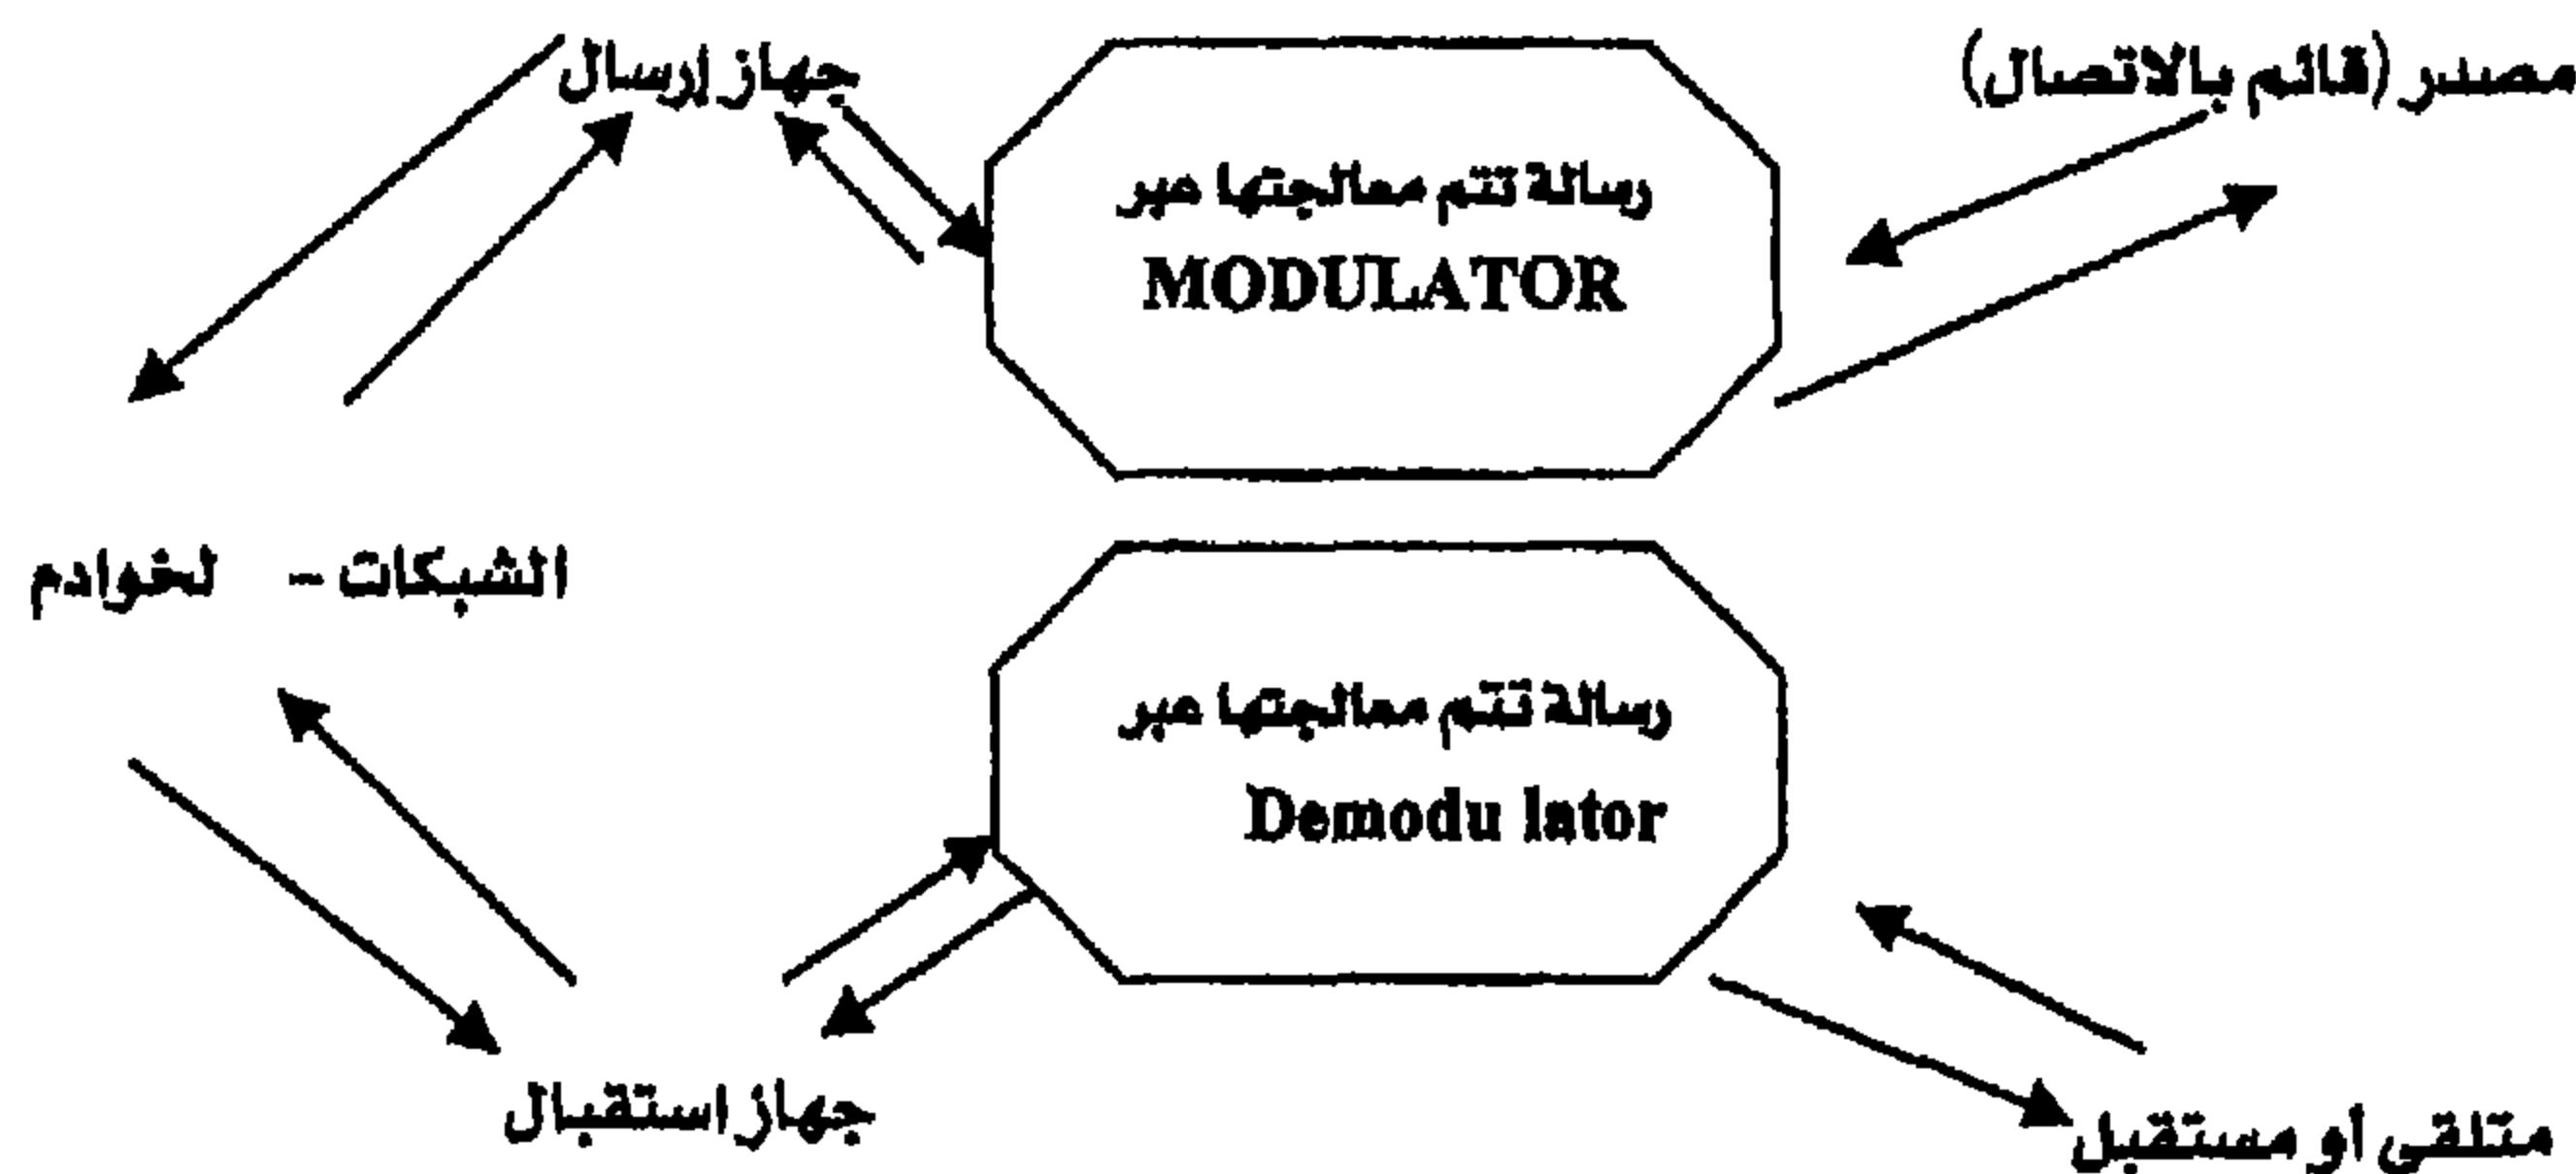 مصدر (قائم بالاتصال)
رسالة تتم معالجتها عبر
MODULATOR
جهاز إرسال
الشبكات - لخوادم
رسالة تتم معالجتها عبر
Demodu lator
جهاز استقبال
متلقي أو مستقبل